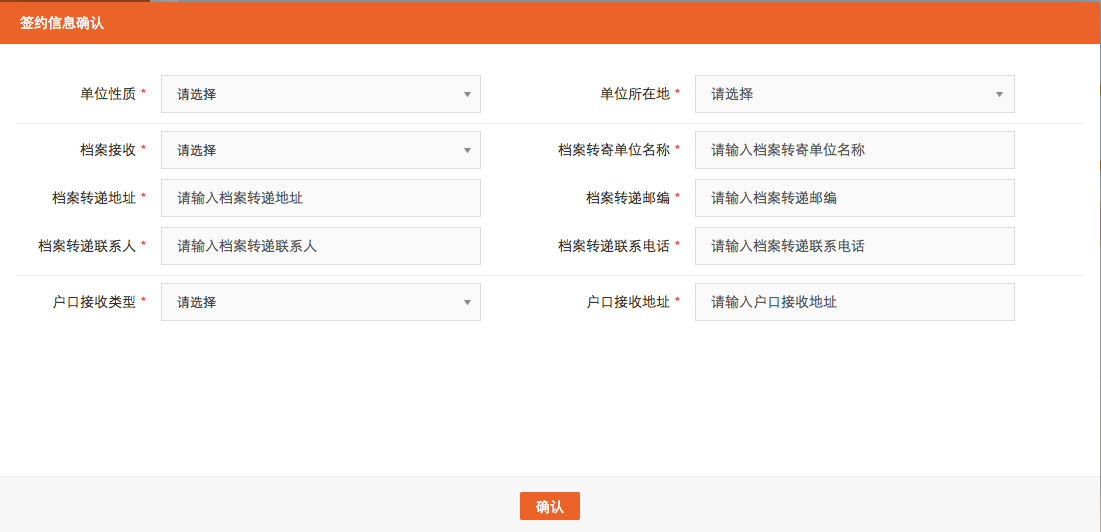 签约信息确认
单位性质 * 请选择 单位所在地 * 请选择
档案接收 * 请选择 档案转寄单位名称 * 请输入档案转寄单位名称
档案转递地址 * 请输入档案转递地址 档案转递邮编 * 请输入档案转递邮编
档案转递联系人 * 请输入档案转递联系人 档案转递联系电话 * 请输入档案转递联系电话
户口接收类型 * 请选择 户口接收地址 * 请输入户口接收地址
确认